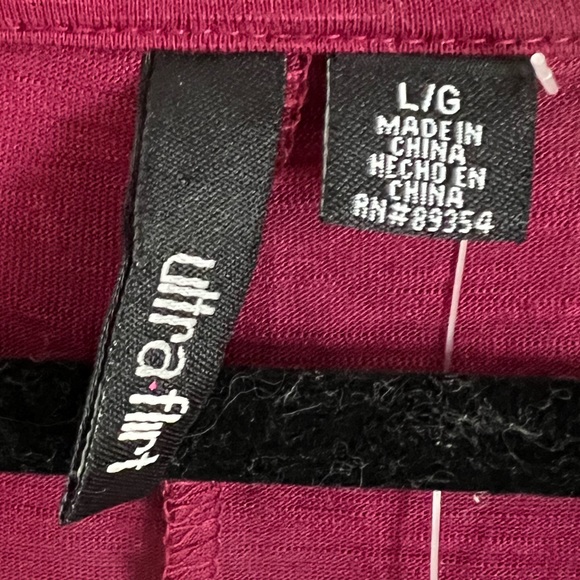 ultra flirt
L/G
MADE IN
CHINA
HECHO EN
CHINA
RN#89354